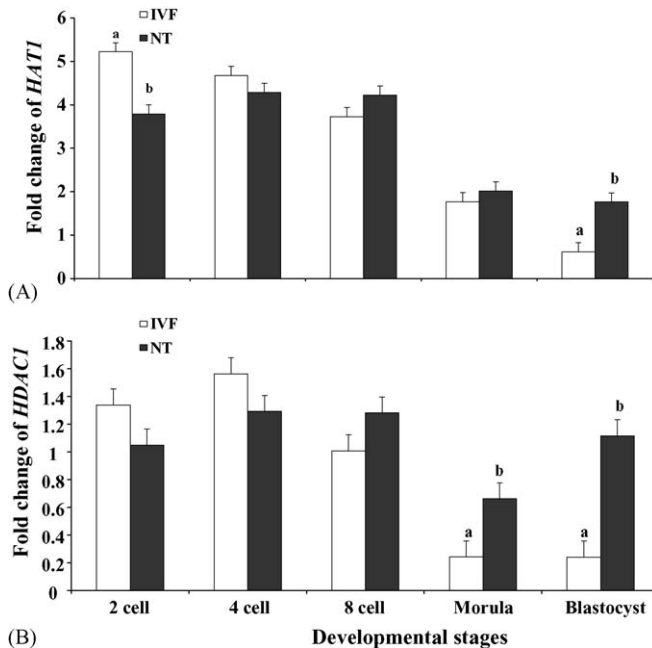 IVF
NT
Fold change of HAT1
6
5
4
3
2
1
0
a
b
a
b
(A)
IVF
NT
Fold change of HDAC1
1.8
1.6
1.4
1.2
1
0.8
0.6
0.4
0.2
0
a
b
a
b
2 cell 4 cell 8 cell Morula Blastocyst
(B) Developmental stages